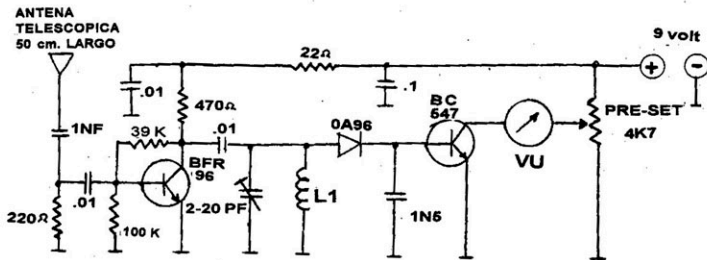 ANTENA
TELESCOPICA
50 cm. LARGO
9 volt
22Ω
.01
.1
+
-
470Ω
BC
547
PRE-SET
4K7
1NF
39 K
.01
0A96
VU
BFR
96
.01
2-20 PF
L1
1N5
220Ω
100 K